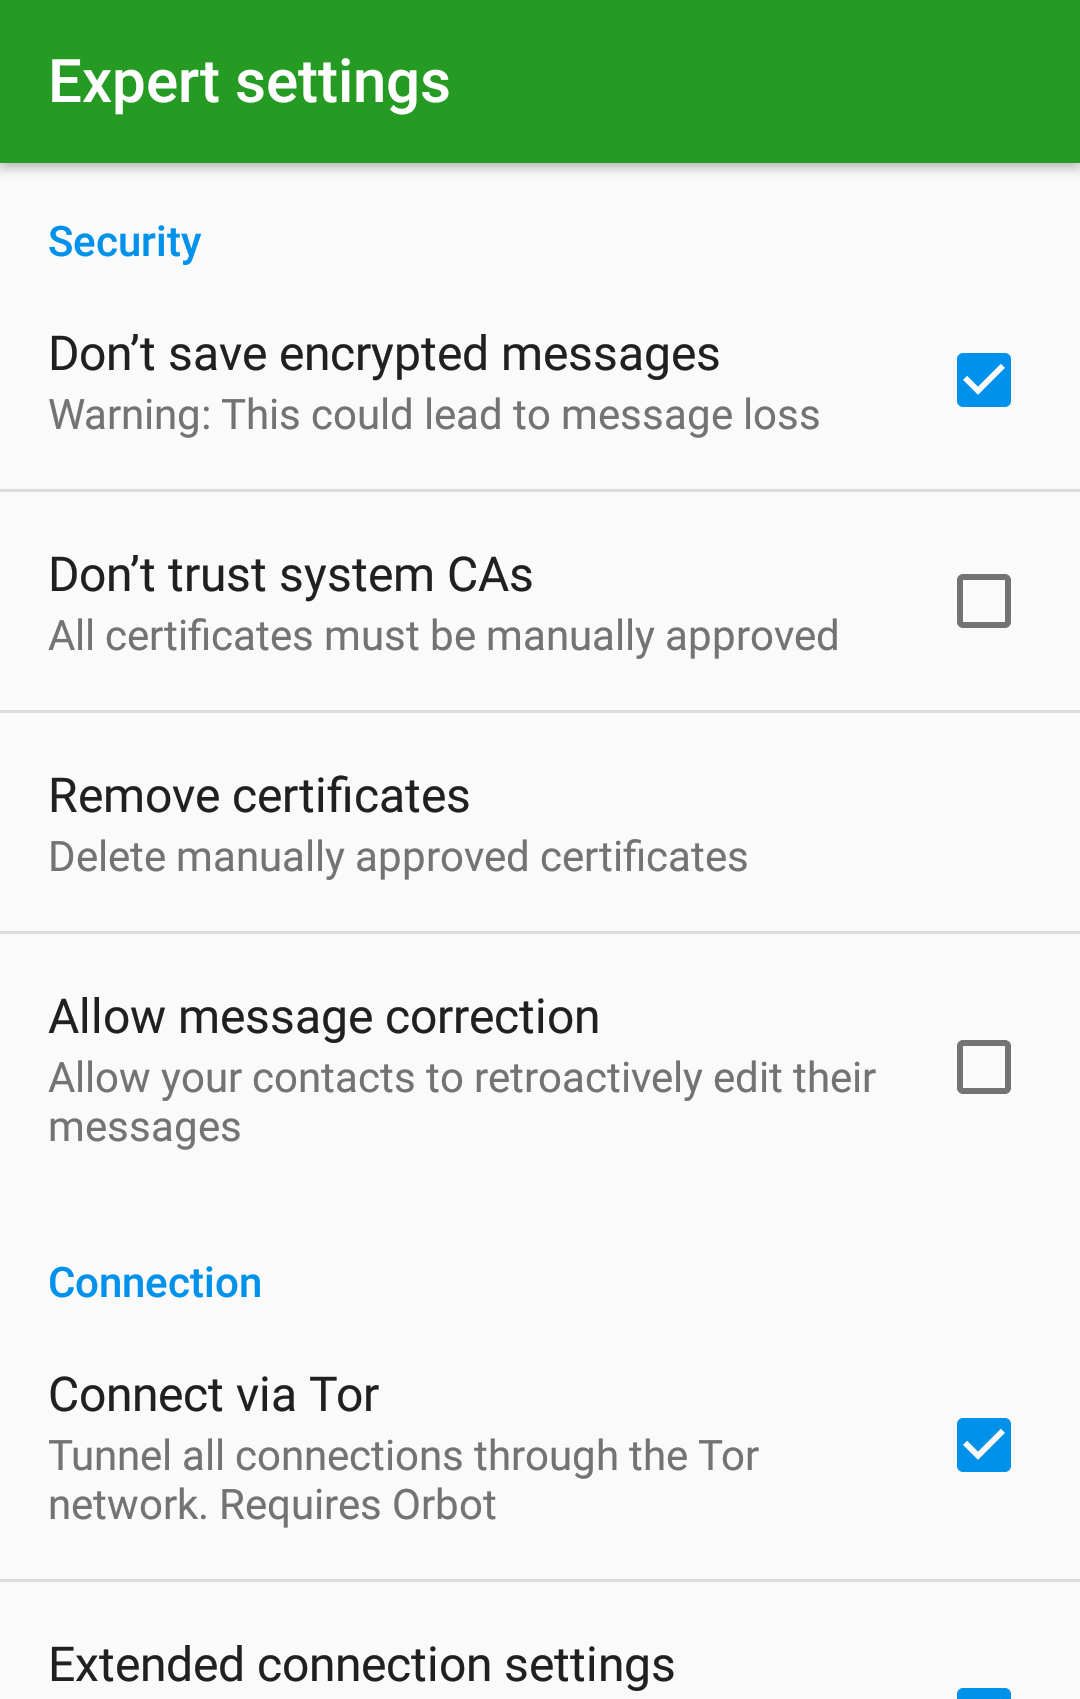 Expert settings
Security
Don’t save encrypted messages
Warning: This could lead to message loss
Don’t trust system CAs
All certificates must be manually approved
Remove certificates
Delete manually approved certificates
Allow message correction
Allow your contacts to retroactively edit their
messages
Connection
Connect via Tor
Tunnel all connections through the Tor
network. Requires Orbot
Extended connection settings